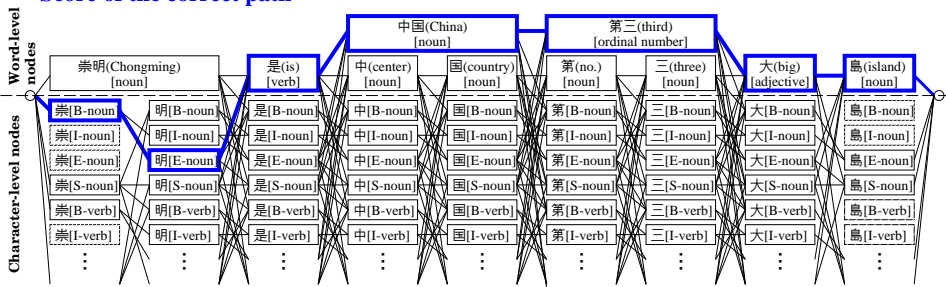 Score of the correct path
Word-level
nodes
Character-level nodes
中国(China)
[noun]
第三(third)
[ordinal number]
崇明(Chongming)
[noun]
是(is)
[verb]
中(center)
[noun]
国(country)
[noun]
第(no.)
[noun]
三(three)
[noun]
大(big)
[adjective]
島(island)
[noun]
崇[B-noun] 明[B-noun] 是[B-noun] 中[B-noun] 国[B-noun] 第[B-noun] 三[B-noun] 大[B-noun] 島[B-noun]
崇[I-noun] 明[I-noun] 是[I-noun] 中[I-noun] 国[I-noun] 第[I-noun] 三[I-noun] 大[I-noun] 島[I-noun]
崇[E-noun] 明[E-noun] 是[E-noun] 中[E-noun] 国[E-noun] 第[E-noun] 三[E-noun] 大[E-noun] 島[E-noun]
崇[S-noun] 明[S-noun] 是[S-noun] 中[S-noun] 国[S-noun] 第[S-noun] 三[S-noun] 大[S-noun] 島[S-noun]
崇[B-verb] 明[B-verb] 是[B-verb] 中[B-verb] 国[B-verb] 第[B-verb] 三[B-verb] 大[B-verb] 島[B-verb]
崇[I-verb] 明[I-verb] 是[I-verb] 中[I-verb] 国[I-verb] 第[I-verb] 三[I-verb] 大[I-verb] 島[I-verb]